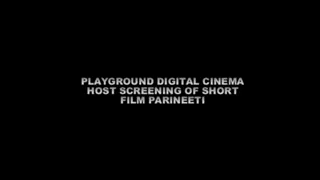 PLAYGROUND DIGITAL CINEMA
HOST SCREENING OF SHORT
FILM PARINEETI